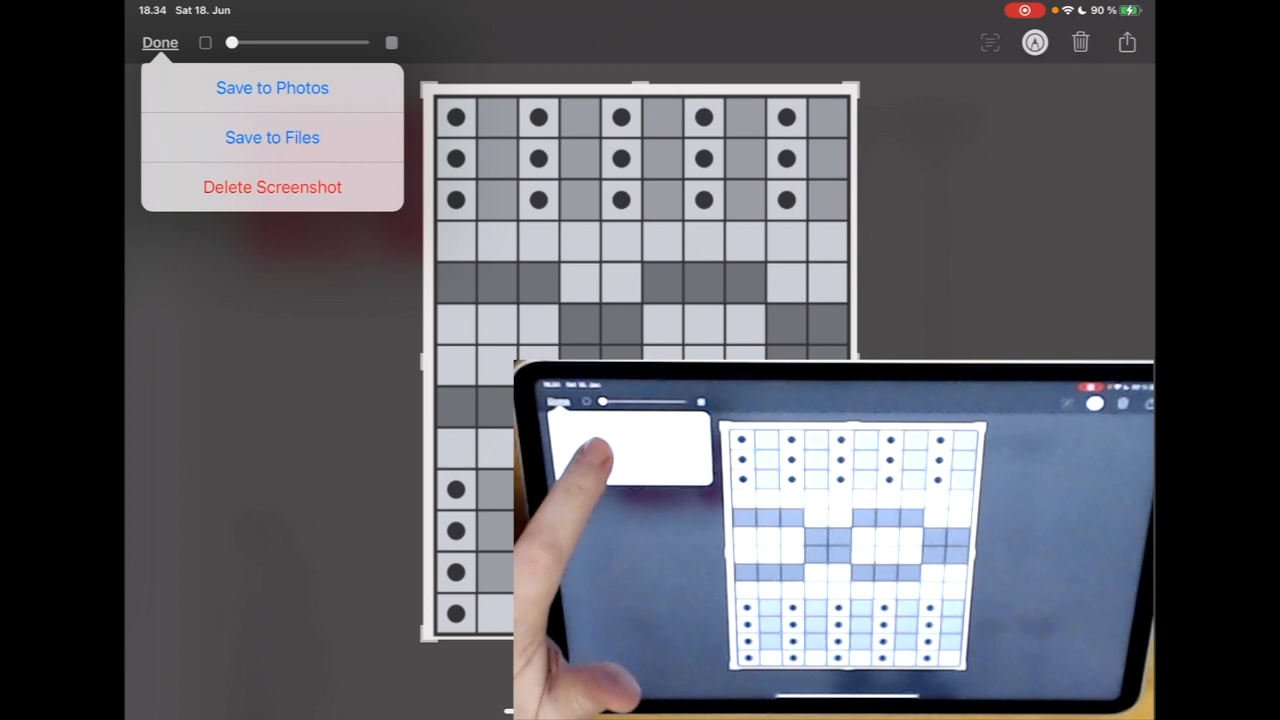 18.34 Sat 18. Jun
90 %
Done
Save to Photos
Save to Files
Delete Screenshot